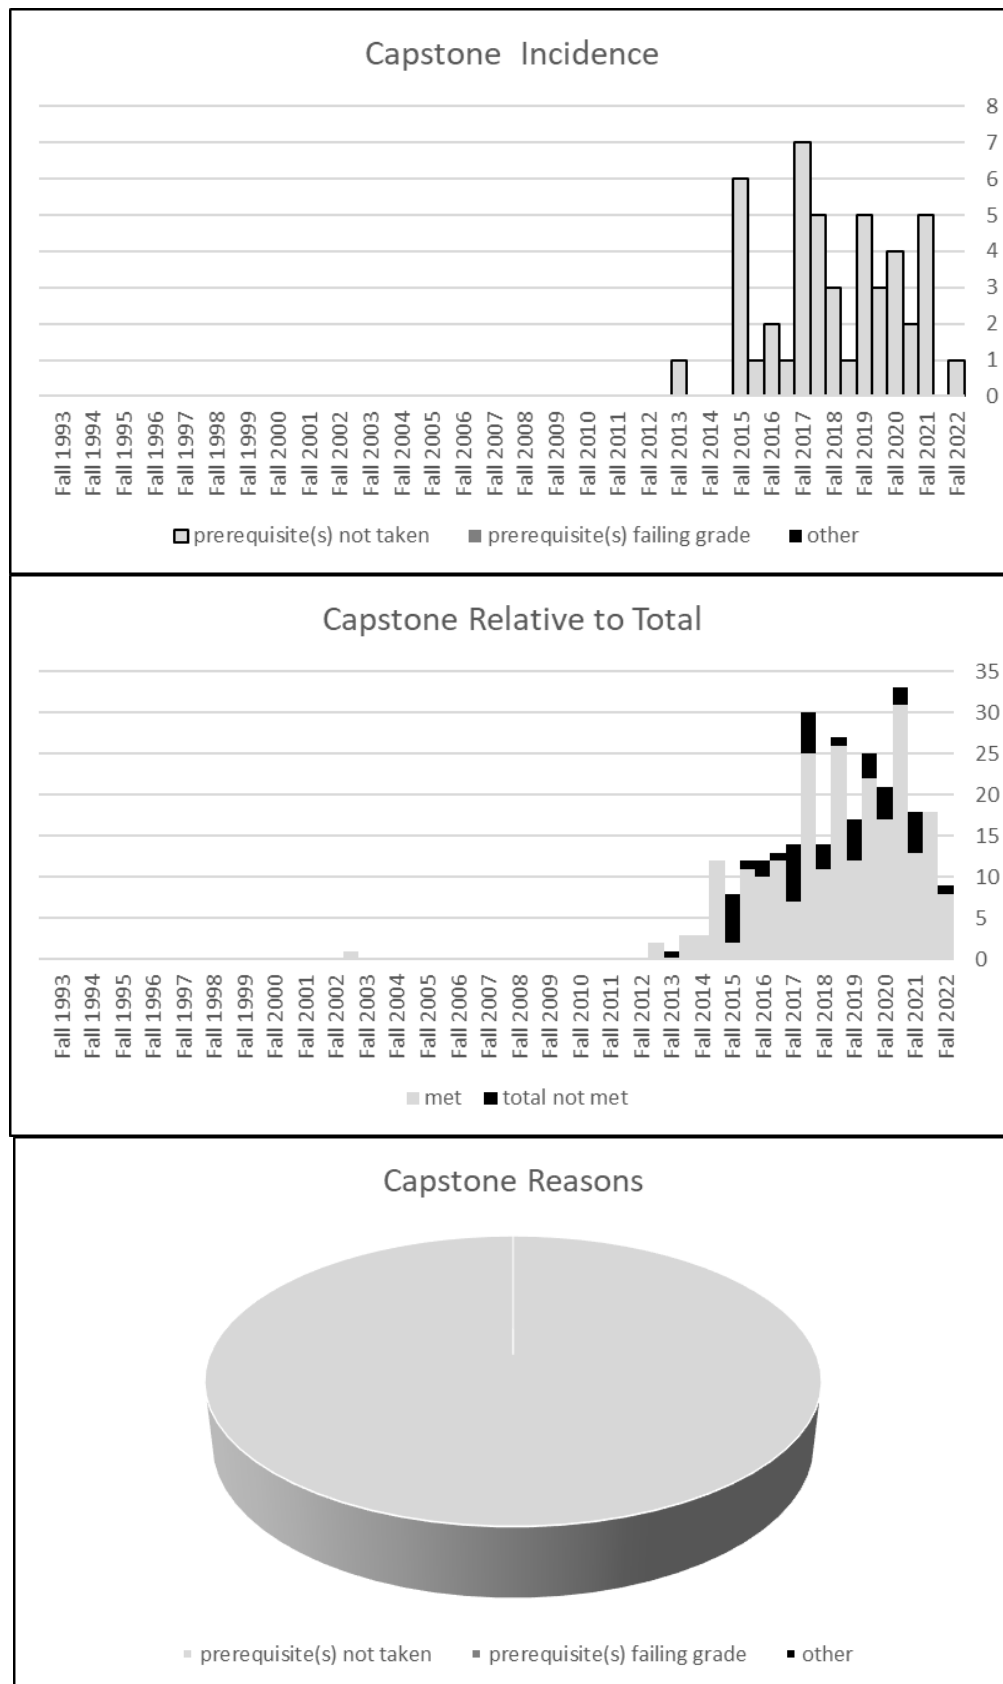 Capstone Incidence
8
7
6
5
4
3
2
1
0
Fall 1993
Fall 1994
Fall 1995
Fall 1996
Fall 1997
Fall 1998
Fall 1999
Fall 2000
Fall 2001
Fall 2002
Fall 2003
Fall 2004
Fall 2005
Fall 2006
Fall 2007
Fall 2008
Fall 2009
Fall 2010
Fall 2011
Fall 2012
Fall 2013
Fall 2014
Fall 2015
Fall 2016
Fall 2017
Fall 2018
Fall 2019
Fall 2020
Fall 2021
Fall 2022
prerequisite(s) not taken prerequisite(s) failing grade other
Capstone Relative to Total
35
30
25
20
15
10
5
0
Fall 1993
Fall 1994
Fall 1995
Fall 1996
Fall 1997
Fall 1998
Fall 1999
Fall 2000
Fall 2001
Fall 2002
Fall 2003
Fall 2004
Fall 2005
Fall 2006
Fall 2007
Fall 2008
Fall 2009
Fall 2010
Fall 2011
Fall 2012
Fall 2013
Fall 2014
Fall 2015
Fall 2016
Fall 2017
Fall 2018
Fall 2019
Fall 2020
Fall 2021
Fall 2022
met total not met
Capstone Reasons
prerequisite(s) not taken prerequisite(s) failing grade other